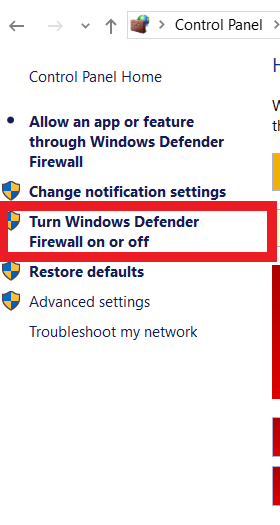 Control Panel
Control Panel Home
Allow an app or feature
through Windows Defender
Firewall
Change notification settings
Turn Windows Defender
Firewall on or off
Restore defaults
Advanced settings
Troubleshoot my network